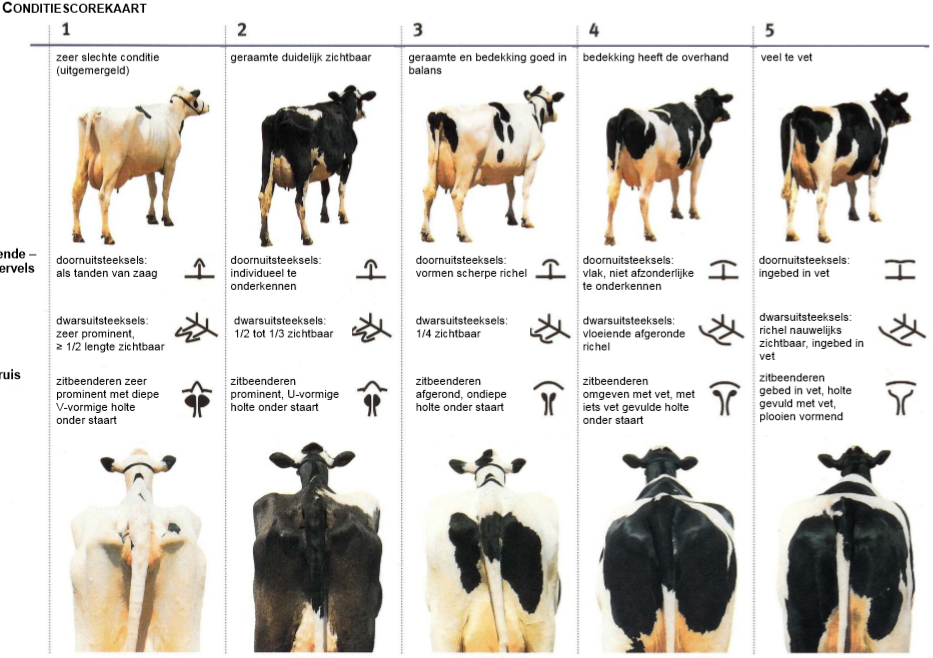 CONDITIESCOREKAART
1 2 3 4 5
zeer slechte conditie
(uitgemergeld)
geraamte duidelijk zichtbaar
geraamte en bedekking goed in
balans
bedekking heeft de overhand
veel te vet
ende –
ervels
doornuitsteeksels:
als tanden van zaag
doornuitsteeksels:
individueel te
onderkennen
doornuitsteeksels:
vormen scherpe richel
doornuitsteeksels:
vlak, niet afzonderlijke
te onderkennen
doornuitsteeksels:
ingebed in vet
dwarsuitsteeksels:
zeer prominent,
≥ 1/2 lengte zichtbaar
dwarsuitsteeksels:
1/2 tot 1/3 zichtbaar
dwarsuitsteeksels:
1/4 zichtbaar
dwarsuitsteeksels:
vloeiende afgeronde
richel
dwarsuitsteeksels:
richel nauwelijks
zichtbaar, ingebed in
vet
ruis
zitbeenderen zeer
prominent met diepe
V-vormige holte
onder staart
zitbeenderen
prominent, U-vormige
holte onder staart
zitbeenderen
afgerond, ondiepe
holte onder staart
zitbeenderen
omgeven met vet, met
iets vet gevulde holte
onder staart
zitbeenderen
gebed in vet, holte
gevuld met vet,
plooien vormend